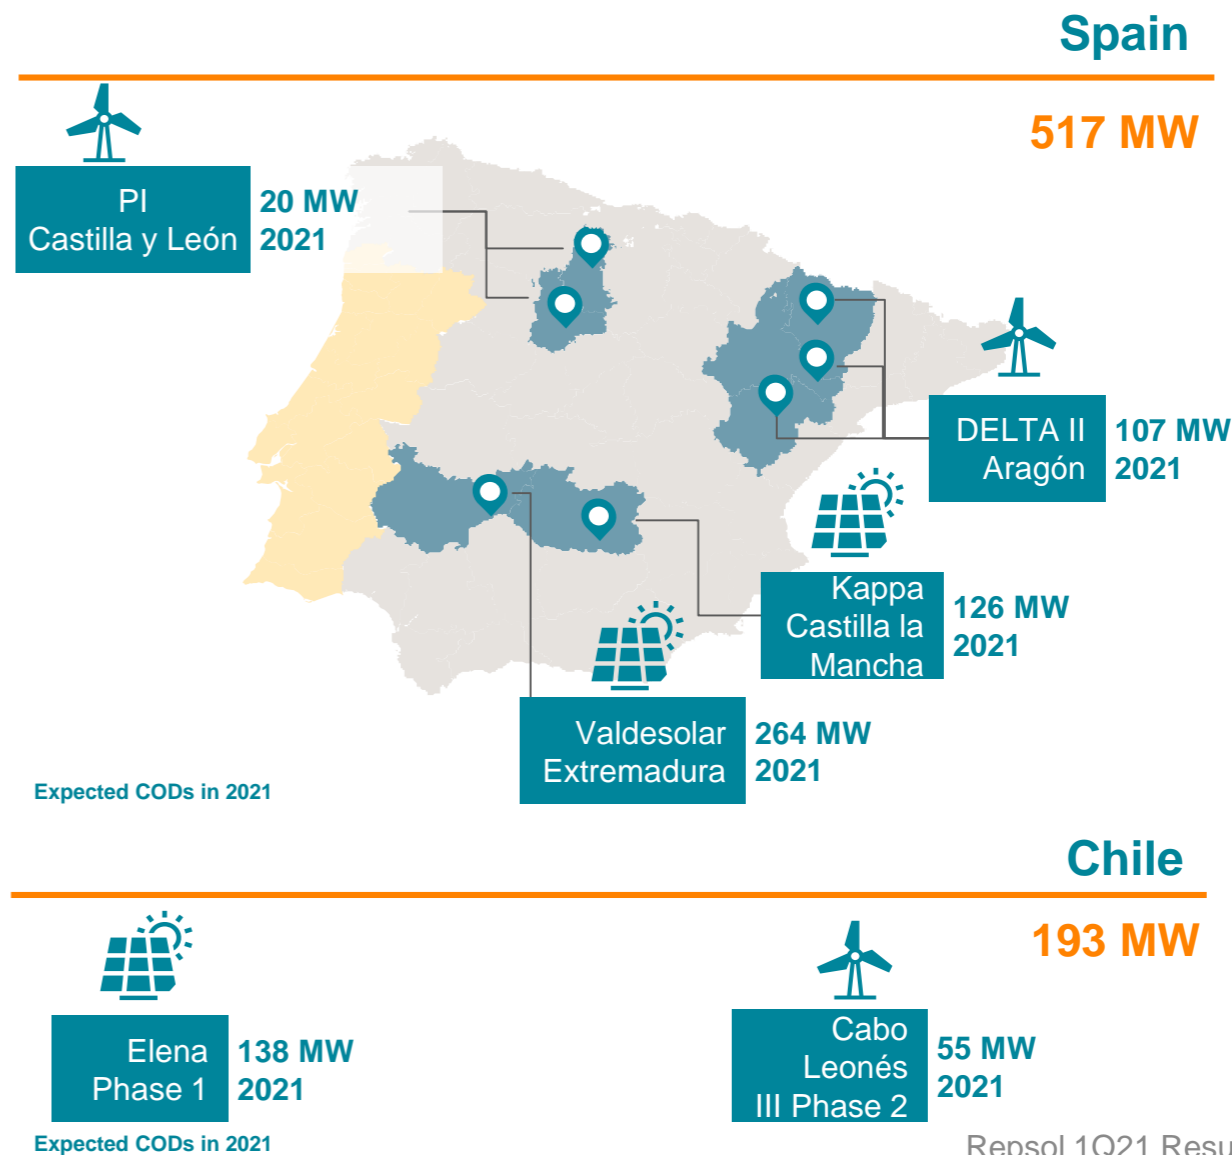 Spain
517 MW
PI
Castilla y León
20 MW
2021
DELTA II
Aragón
107 MW
2021
Kappa
Castilla la
Mancha
126 MW
2021
Valdesolar
Extremadura
264 MW
2021
Expected CODs in 2021
Chile
193 MW
Elena
Phase 1
138 MW
2021
Cabo
Leonés
III Phase 2
55 MW
2021
Expected CODs in 2021
Repsol 1Q21